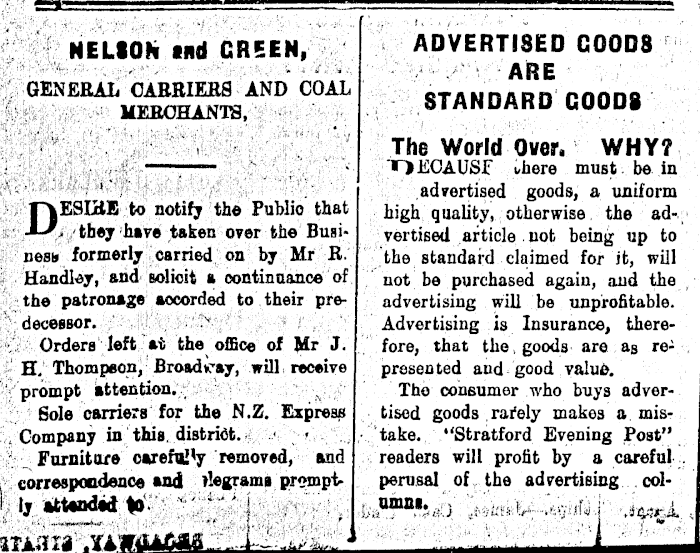 NELSON and GREEN,
GENERAL CARRIERS AND COAL
MERCHANTS,
DESIRE to notify the Public that
they have taken over the Busi-
ness formerly carried on by Mr R.
Handley, and solicit a continuance of
the patronage accorded to their pre-
decessor.
Orders left at the office of Mr J.
H. Thompson, Broadway, will receive
prompt attention.
Sole carriers for the N.Z. Express
Company in this district.
Furniture carefully removed, and
correspondence and telegrams prompt-
ly attended to.
ADVERTISED GOODS
ARE
STANDARD GOODS
The World Over. WHY?
BECAUSE there must be in
advertised goods, a uniform
high quality, otherwise the ad-
vertised article not being up to
the standard claimed for it, will
not be purchased again, and the
advertising will be unprofitable.
Advertising is Insurance, there-
fore, that the goods are as re-
presented and good value.
The consumer who buys adver-
tised goods rarely makes a mis-
take. "Stratford Evening Post"
readers will profit by a careful
perusal of the advertising col-
umns.